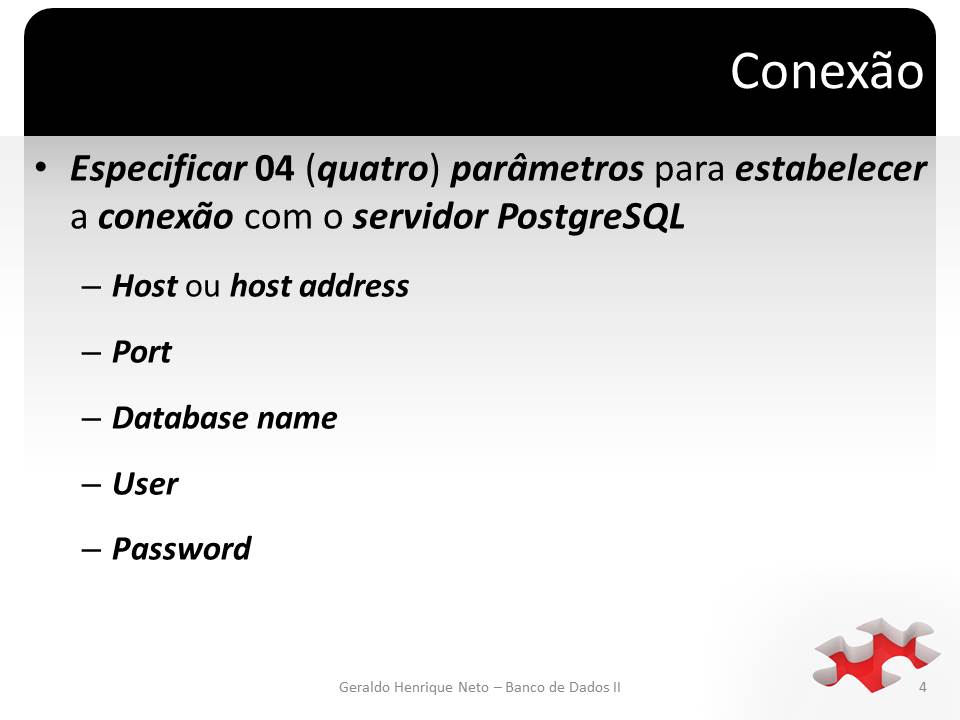 Conexão
• Especificar 04 (quatro) parâmetros para estabelecer
a conexão com o servidor PostgreSQL
– Host ou host address
– Port
– Database name
– User
– Password
Geraldo Henrique Neto – Banco de Dados II
4